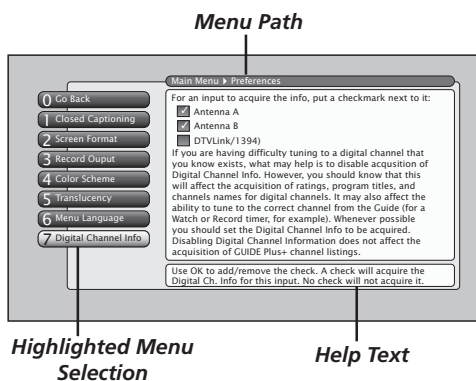 Menu Path
Main Menu ▶ Preferences
0 Go Back
1 Closed Captioning
2 Screen Format
3 Record Ouput
4 Color Scheme
5 Translucency
6 Menu Language
7 Digital Channel Info
For an input to acquire the info, put a checkmark next to it:
✓ Antenna A
✓ Antenna B
DTVLink/1394)
If you are having difficulty tuning to a digital channel that
you know exists, what may help is to disable acquisition of
Digital Channel Info. However, you should know that this
will affect the acquisition of ratings, program titles, and
channels names for digital channels. It may also affect the
ability to tune to the correct channel from the Guide (for a
Watch or Record timer, for example). Whenever possible
you should set the Digital Channel Info to be acquired.
Disabling Digital Channel Information does not affect the
acquisition of GUIDE Plus+ channel listings.
Use OK to add/remove the check. A check will acquire the
Digital Ch. Info for this input. No check will not acquire it.
Highlighted Menu
Selection
Help Text